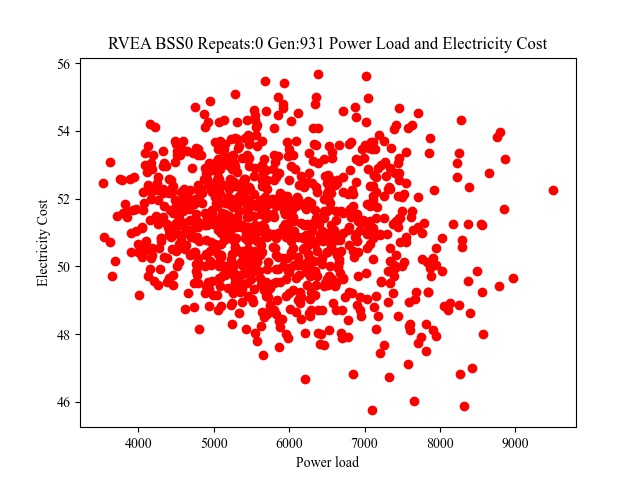 RVEA BSS0 Repeats:0 Gen:931 Power Load and Electricity Cost
56
54
52
50
48
46
Electricity Cost
4000 5000 6000 7000 8000 9000
Power load